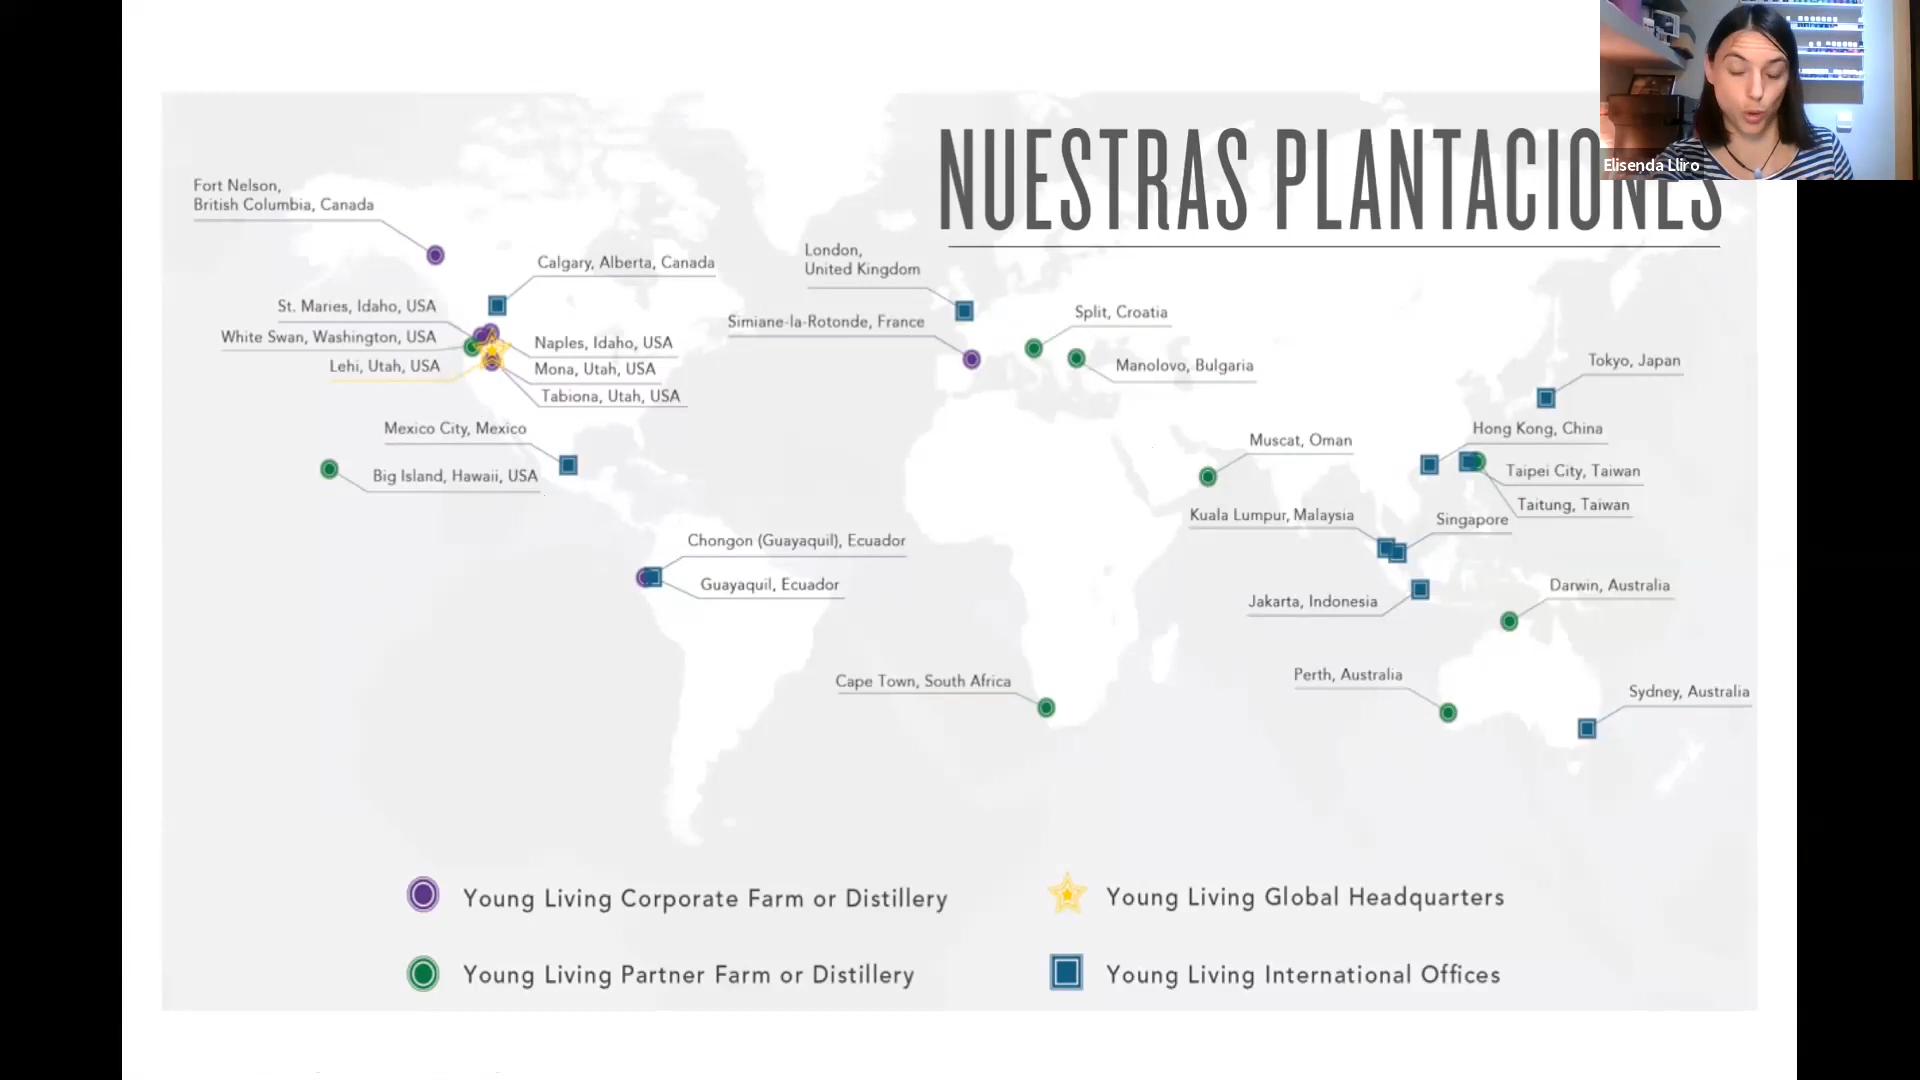 NUESTRAS PLANTACIONES
Elisenda Lliro
Fort Nelson,
British Columbia, Canada
Calgary, Alberta, Canada
St. Maries, Idaho, USA
White Swan, Washington, USA
Lehi, Utah, USA
Naples, Idaho, USA
Mona, Utah, USA
Tabiona, Utah, USA
Mexico City, Mexico
Big Island, Hawaii, USA
London,
United Kingdom
Simiane-la-Rotonde, France
Split, Croatia
Manolovo, Bulgaria
Tokyo, Japan
Hong Kong, China
Muscat, Oman
Taipei City, Taiwan
Taitung, Taiwan
Kuala Lumpur, Malaysia
Singapore
Chongon (Guayaquil), Ecuador
Guayaquil, Ecuador
Jakarta, Indonesia
Darwin, Australia
Cape Town, South Africa
Perth, Australia
Sydney, Australia
Young Living Corporate Farm or Distillery
Young Living Global Headquarters
Young Living Partner Farm or Distillery
Young Living International Offices